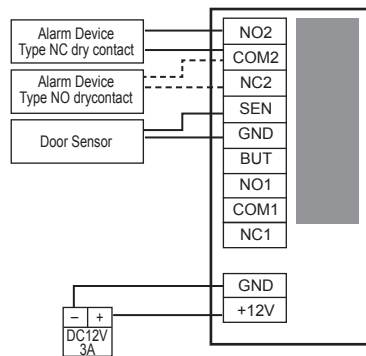 Alarm Device
Type NC dry contact
Alarm Device
Type NO drycontact
Door Sensor
NO2
COM2
NC2
SEN
GND
BUT
NO1
COM1
NC1
GND
+12V
– +
DC12V
3A